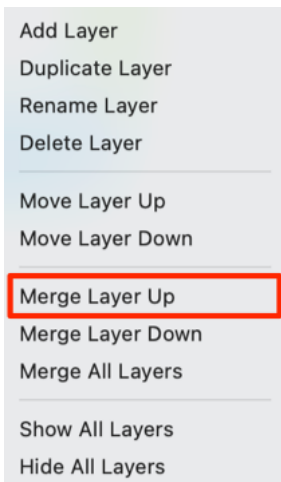 Add Layer
Duplicate Layer
Rename Layer
Delete Layer
Move Layer Up
Move Layer Down
Merge Layer Up
Merge Layer Down
Merge All Layers
Show All Layers
Hide All Layers